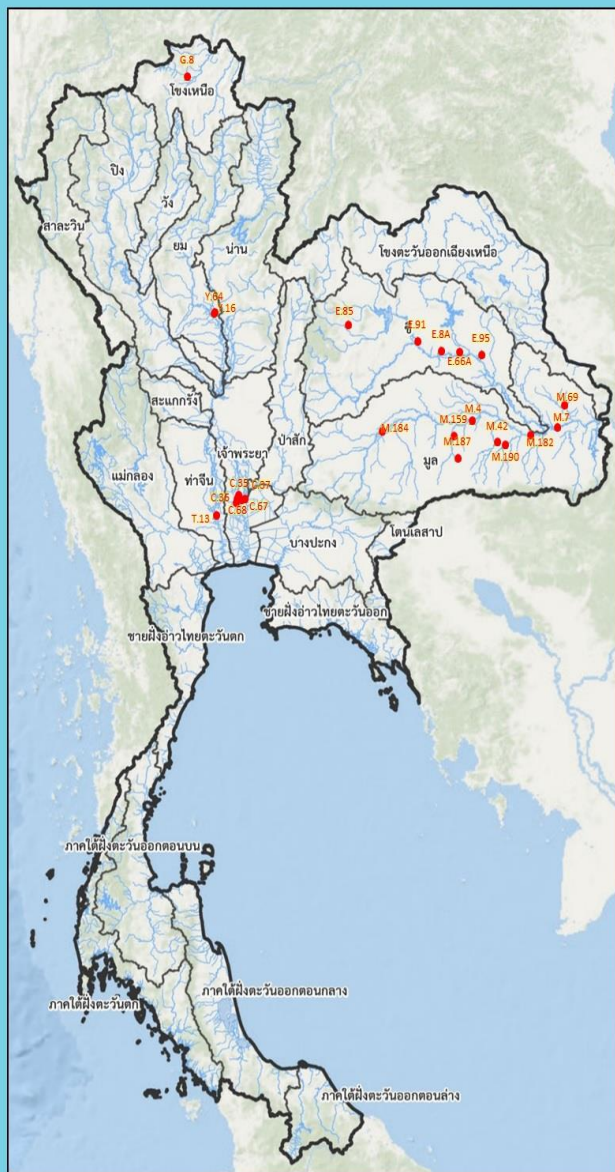 G.8
โขงเหนือ
ปิง
วัง
สาละวิน
ยม
น่าน
โขงตะวันออกเฉียงเหนือ
Y.64
.16
E.85
E.91
ชี
E.8A
E.95
E.66A
สะแกกรัง
ป่าสัก
M.69
M.4
M.7
M.159
M.42
M.184
M.182
M.187
M.190
มูล
แม่กลอง
ท่าจีน
เจ้าพระยา
C.35
C.37
C.36
C.68
C.67
T.13
บางปะกง
โตนเลสาป
ชายฝั่งอ่าวไทยตะวันออก
ชายฝั่งอ่าวไทยตะวันตก
ภาคใต้ฝั่งตะวันออกตอนบน
ภาคใต้ฝั่งตะวันออกตอนกลาง
ภาคใต้ฝั่งตะวันตก
ภาคใต้ฝั่งตะวันออกตอนล่าง